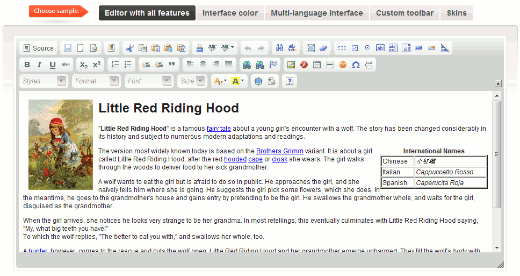 Choose sample.
Editor with all features
Interface color
Multi-language interface
Custom toolbar
Skins
Source
B I U abc X₂ X²
Styles Format Font Size A A
Little Red Riding Hood
"Little Red Riding Hood" is a famous fairy tale about a young girl's encounter with a wolf. The story has been changed considerably in
its history and subject to numerous modern adaptations and readings.
The version most widely known today is based on the Brothers Grimm variant. It is about a girl
called Little Red Riding Hood, after the red hooded cape or cloak she wears. The girl walks
through the woods to deliver food to her sick grandmother.
International Names
Chinese 小紅帽
Italian Cappuccetto Rosso
Spanish Caperucita Roja
A wolf wants to eat the girl but is afraid to do so in public. He approaches the girl, and she
naïvely tells him where she is going. He suggests the girl pick some flowers, which she does. In
the meantime, he goes to the grandmother's house and gains entry by pretending to be the girl. He swallows the grandmother whole, and waits for the girl,
disguised as the grandmother.
When the girl arrives, she notices he looks very strange to be her grandma. In most retellings, this eventually culminates with Little Red Riding Hood saying,
"My, what big teeth you have!"
To which the wolf replies, "The better to eat you with," and swallows her whole, too.
A hunter, however, comes to the rescue and cuts the wolf open. Little Red Riding Hood and her grandmother emerge unharmed. They fill the wolf's body with